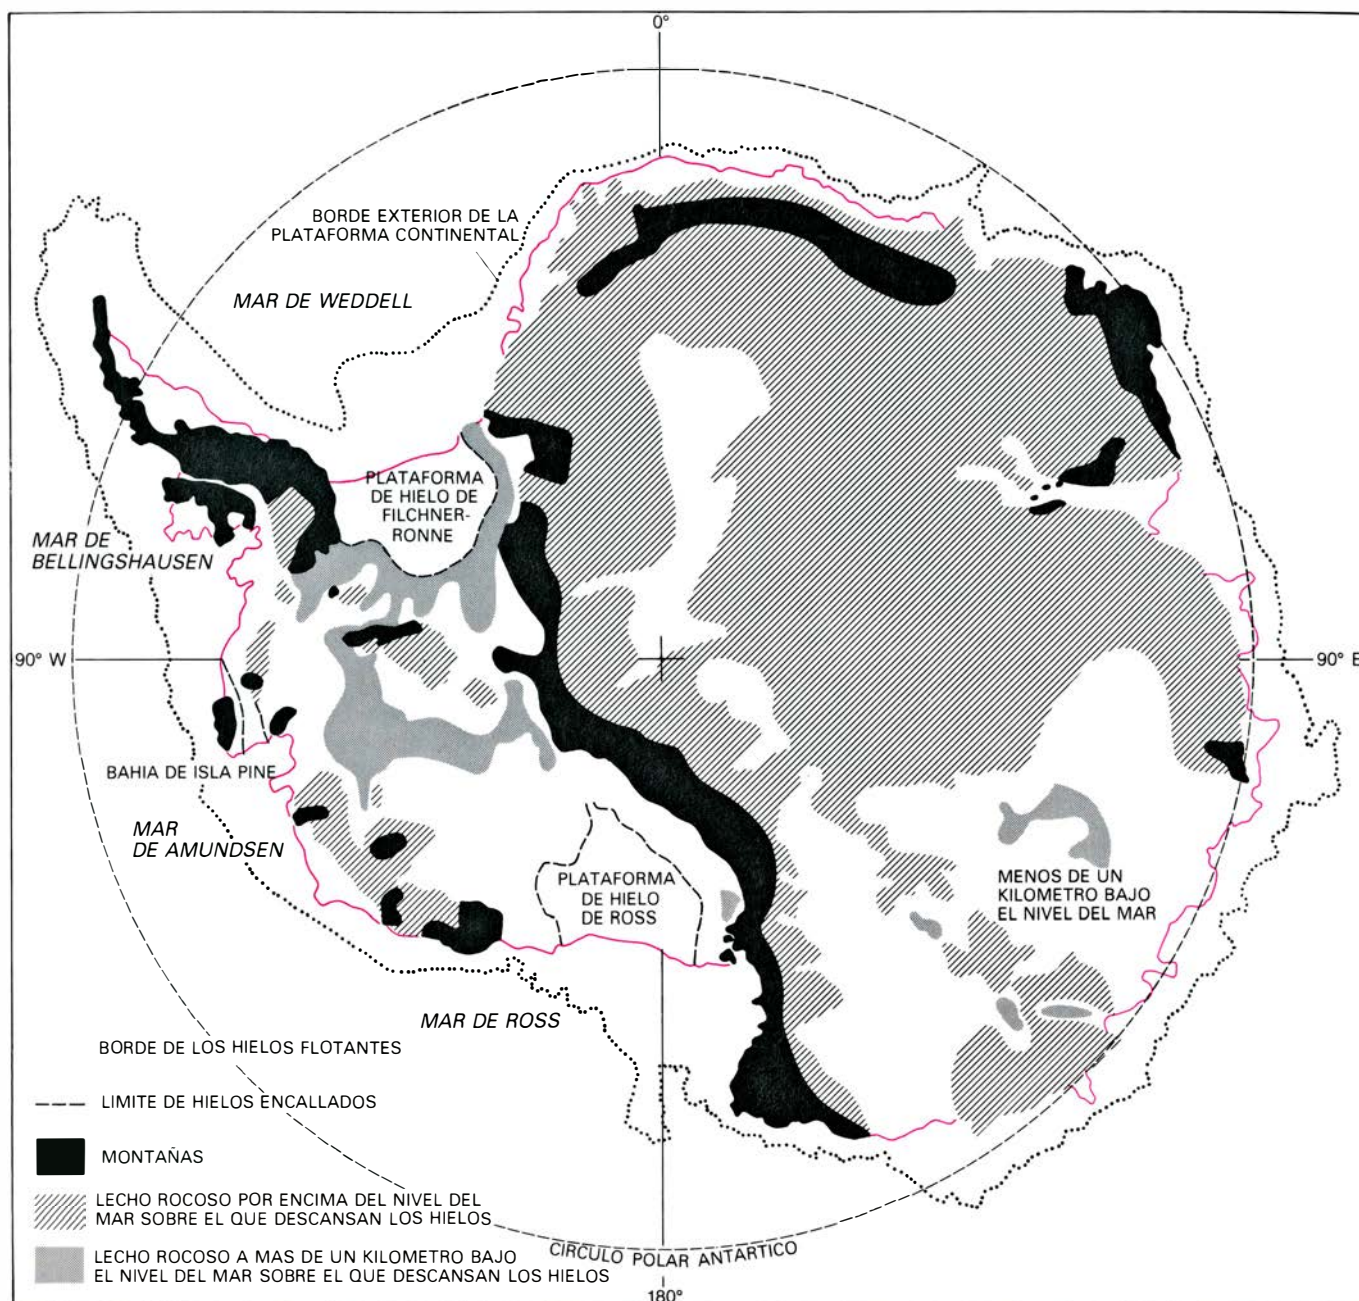 0°
BORDE EXTERIOR DE LA
PLATAFORMA CONTINENTAL
MAR DE WEDDELL
PLATAFORMA
DE HIELO DE
FILCHNER-
RONNE
MAR DE
BELLINGSHAUSEN
90° W
90° E
BAHIA DE ISLA PINE
MAR
DE AMUNDSEN
PLATAFORMA
DE HIELO
DE ROSS
MENOS DE UN
KILOMETRO BAJO
EL NIVEL DEL MAR
MAR DE ROSS
BORDE DE LOS HIELOS FLOTANTES
LIMITE DE HIELOS ENCALLADOS
MONTAÑAS
LECHO ROCOSO POR ENCIMA DEL NIVEL DEL
MAR SOBRE EL QUE DESCANSAN LOS HIELOS
LECHO ROCOSO A MAS DE UN KILOMETRO BAJO
EL NIVEL DEL MAR SOBRE EL QUE DESCANSAN LOS HIELOS
CIRCULO POLAR ANTARTICO
180°